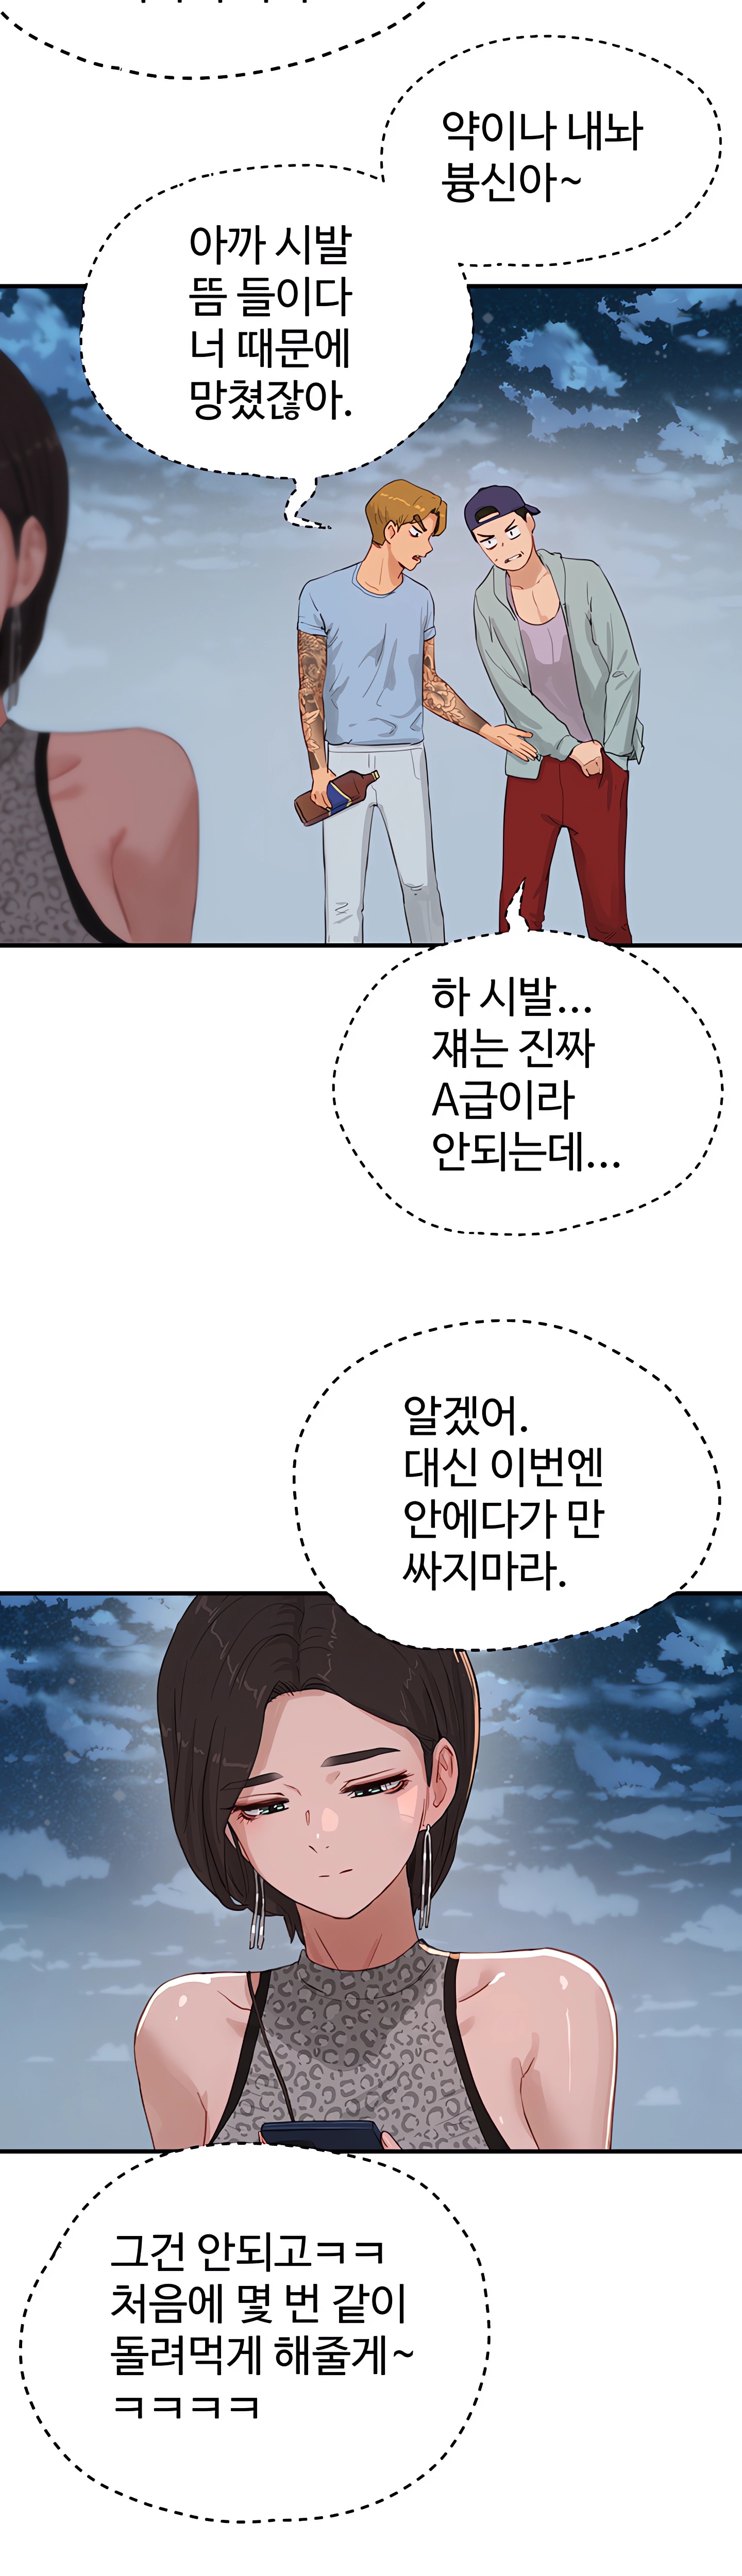 약이나 내놔
븅신아~
아까 시발
뜸 들이다
너 때문에
망쳤잖아.
하 시발...
쟤는 진짜
A급이라
안되는데...
알겠어.
대신 이번엔
안에다가 만
싸지마라.
그건 안되고ㅋㅋ
처음에 몇 번 같이
돌려먹게 해줄게~
ㅋㅋㅋㅋ